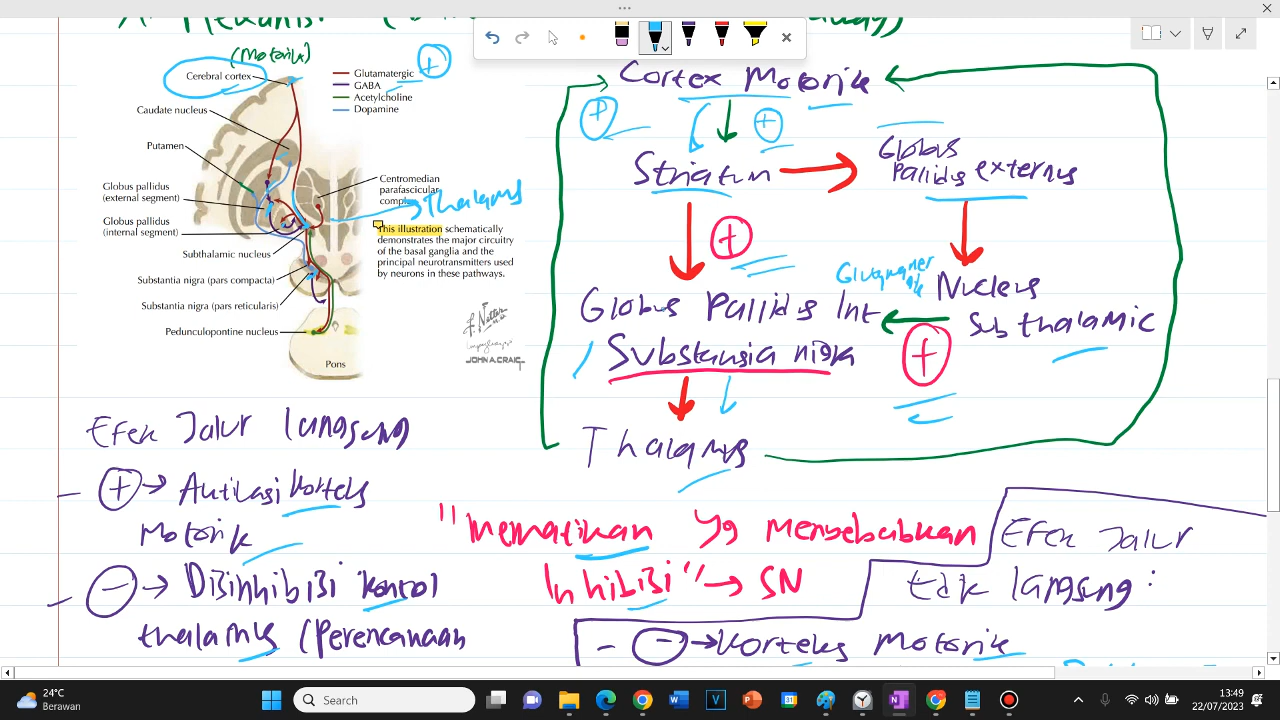 (Motorik)
Cerebral cortex
Glutamatergic
GABA
Acetylcholine
Dopamine
Caudate nucleus
Putamen
Globus pallidus
(external segment)
Globus pallidus
(internal segment)
Subthalamic nucleus
Substantia nigra (pars compacta)
Substantia nigra (pars reticularis)
Pedunculopontine nucleus
Pons
Centromedian
parafascicular
complex
Thalamus
This illustration schematically
demonstrates the major circuitry
of the basal ganglia and the
principal neurotransmitters used
by neurons in these pathways.
F. Netter
JOHN A. CRAIG
Cortex Motorik
Striatum
Globus
Pallidus externus
Globus Pallidus Int
Substansia nigra
Nucleus
Subthalamic
Thalamus
Efek Jalur langsung
- + → Aktivasi korteks
Motorik
- - → Disinhibisi kontrol
thalamus (Perencanaan
"Mematikan yg menyebabkan
Inhibisi" → SN
Efek Jalur
tdk langsung:
- - → Korteks Motorik
24°C
Berawan
Search
13:49
22/07/2023